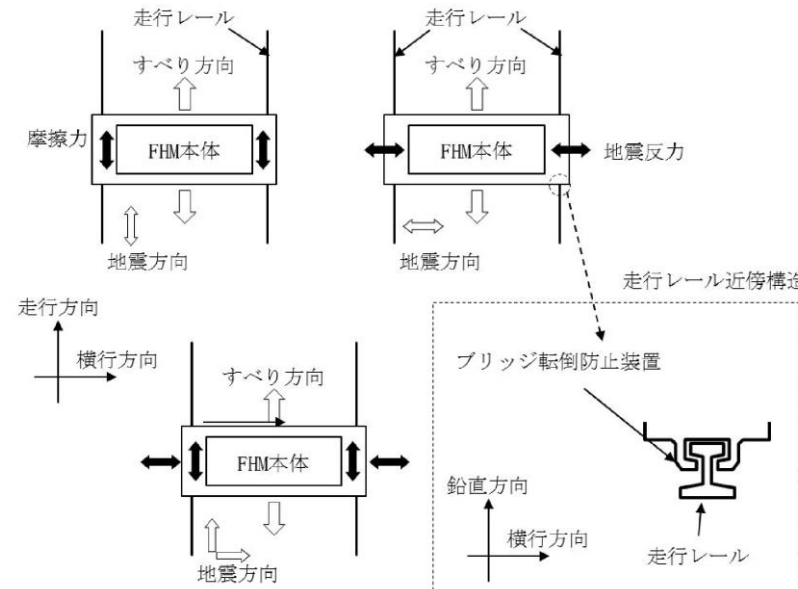 走行レール
走行レール
すべり方向
すべり方向
摩擦力
FHM本体
FHM本体
地震反力
地震方向
地震方向
走行レール近傍構造
走行方向
横行方向
すべり方向
ブリッジ転倒防止装置
FHM本体
鉛直方向
横行方向
走行レール
地震方向